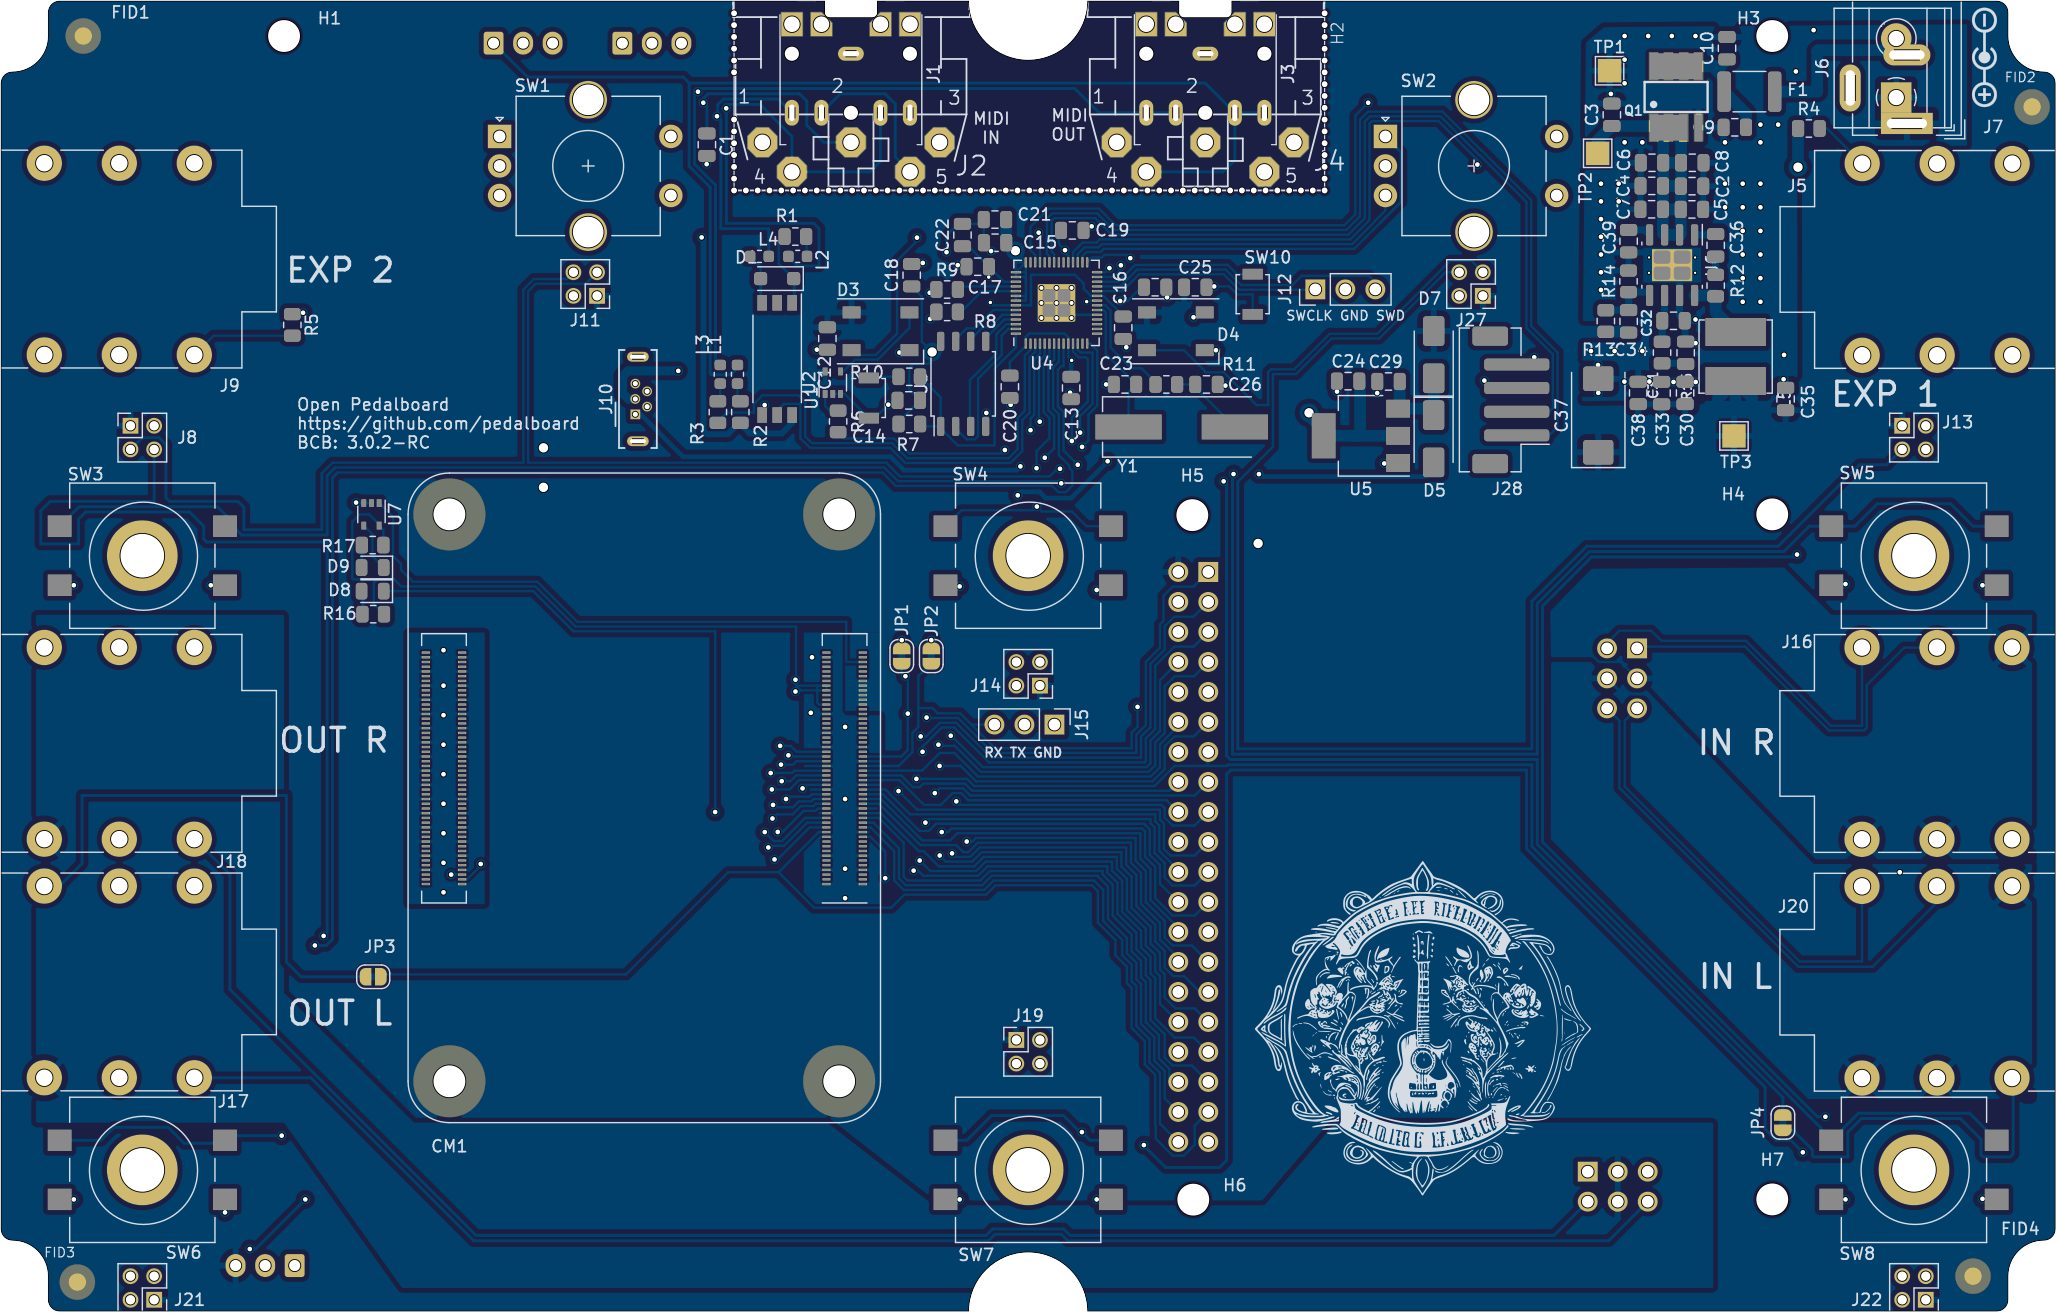 FID1
H1
H3
FID2
TP1
C10
J6
F1
R4
Q1
C3
J7
SW1
SW2
J1
J3
H2
1
2
3
1
2
3
MIDI
IN
MIDI
OUT
C1
J2
4
5
4
5
4
TP2
C6
C8
C7
C4
C5
C2
J5
R1
L4
L2
C22
C21
C15
C19
C39
C36
EXP 2
J11
D3
C18
R9
C17
C16
C25
SW10
J12
SWCLK GND SWD
D7
J27
R14
R12
C32
R5
R8
U4
D4
R11
R13
C34
L3
L1
U2
C12
R10
C23
C26
C24
C29
EXP 1
C35
J9
J10
Open Pedalboard
https://github.com/pedalboard
BCB: 3.0.2-RC
R3
R2
C14
R7
C20
C13
Y1
C37
C38
C33
C30
TP3
J8
J13
SW3
SW4
H5
U5
D5
J28
H4
SW5
U7
R17
D9
D8
R16
JP1
JP2
J16
J14
J15
RX TX GND
OUT R
IN R
J18
J20
JP3
IN L
OUT L
J19
J17
CM1
JP4
H7
H6
FID3
SW6
SW7
SW8
FID4
J21
J22